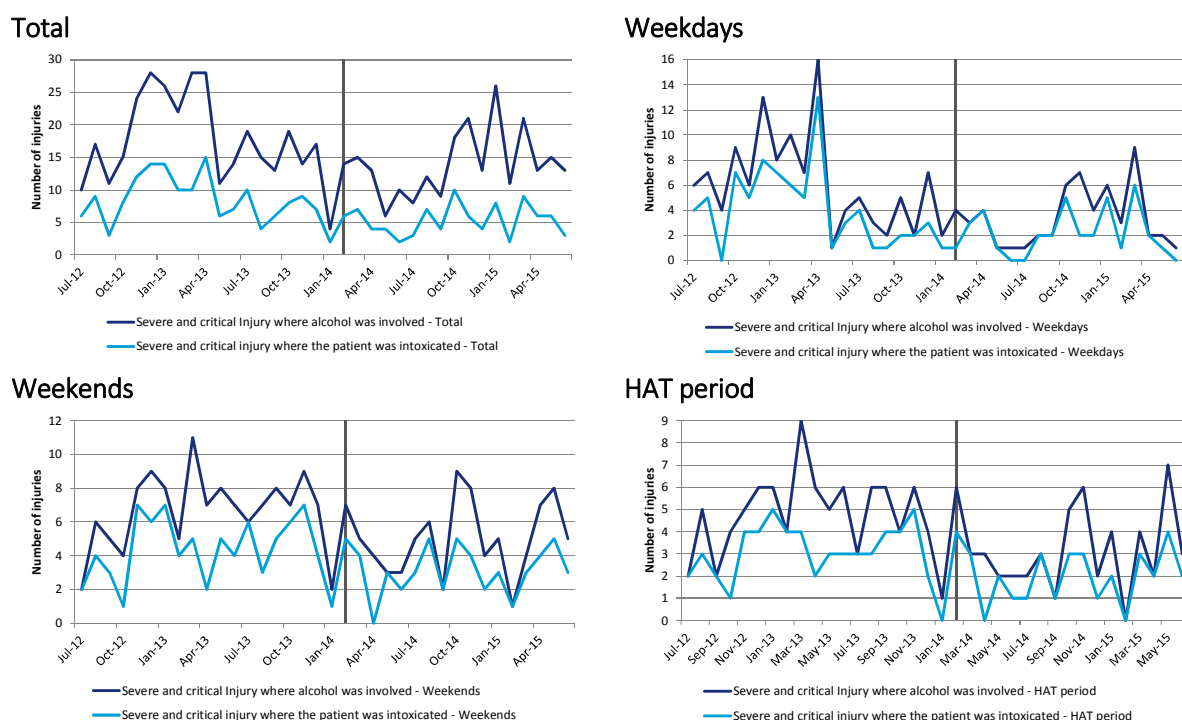 Total
30
25
20
15
10
5
0
Number of injuries
Jul-12
Oct-12
Jan-13
Apr-13
Jul-13
Oct-13
Jan-14
Apr-14
Jul-14
Oct-14
Jan-15
Apr-15
Severe and critical Injury where alcohol was involved - Total
Severe and critical injury where the patient was intoxicated - Total
Weekdays
16
14
12
10
8
6
4
2
0
Number of injuries
Jul-12
Oct-12
Jan-13
Apr-13
Jul-13
Oct-13
Jan-14
Apr-14
Jul-14
Oct-14
Jan-15
Apr-15
Severe and critical Injury where alcohol was involved - Weekdays
Severe and critical injury where the patient was intoxicated - Weekdays
Weekends
12
10
8
6
4
2
0
Number of injuries
Jul-12
Oct-12
Jan-13
Apr-13
Jul-13
Oct-13
Jan-14
Apr-14
Jul-14
Oct-14
Jan-15
Apr-15
Severe and critical Injury where alcohol was involved - Weekends
Severe and critical injury where the patient was intoxicated - Weekends
HAT period
9
8
7
6
5
4
3
2
1
0
Number of injuries
Jul-12
Sep-12
Nov-12
Jan-13
Mar-13
May-13
Jul-13
Sep-13
Nov-13
Jan-14
Mar-14
May-14
Jul-14
Sep-14
Nov-14
Jan-15
Mar-15
May-15
Severe and critical Injury where alcohol was involved - HAT period
Severe and critical injury where the patient was intoxicated - HAT period